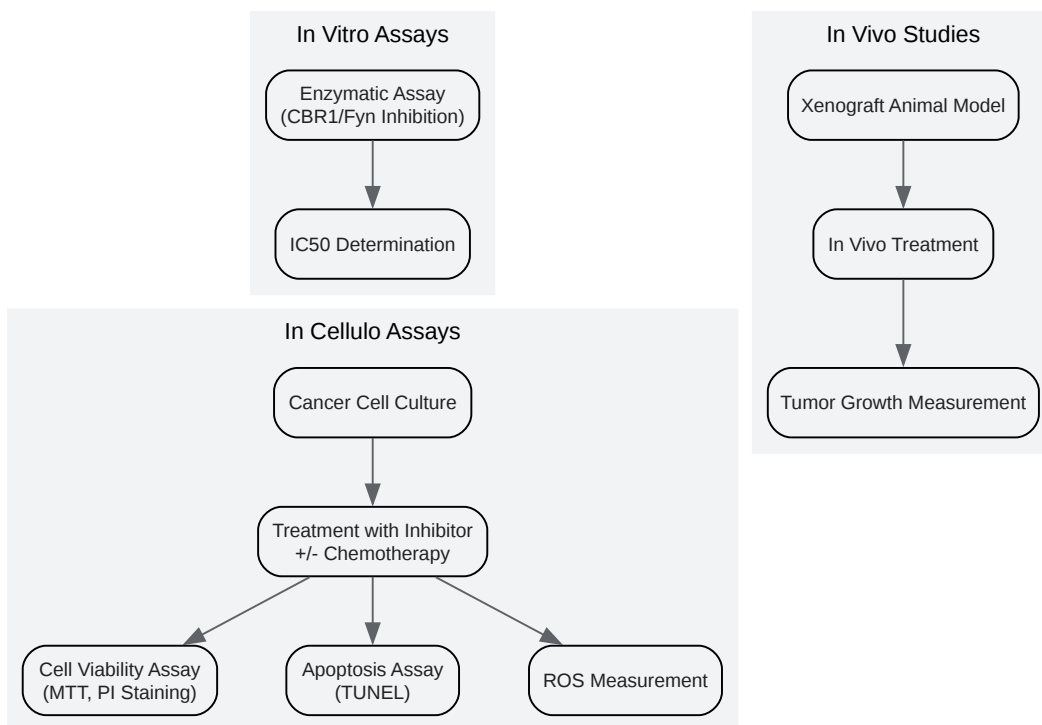 In Vitro Assays
Enzymatic Assay
(CBR1/Fyn Inhibition)
IC50 Determination
In Vivo Studies
Xenograft Animal Model
In Vivo Treatment
Tumor Growth Measurement
In Cellulo Assays
Cancer Cell Culture
Treatment with Inhibitor
+/- Chemotherapy
Cell Viability Assay
(MTT, PI Staining)
Apoptosis Assay
(TUNEL)
ROS Measurement